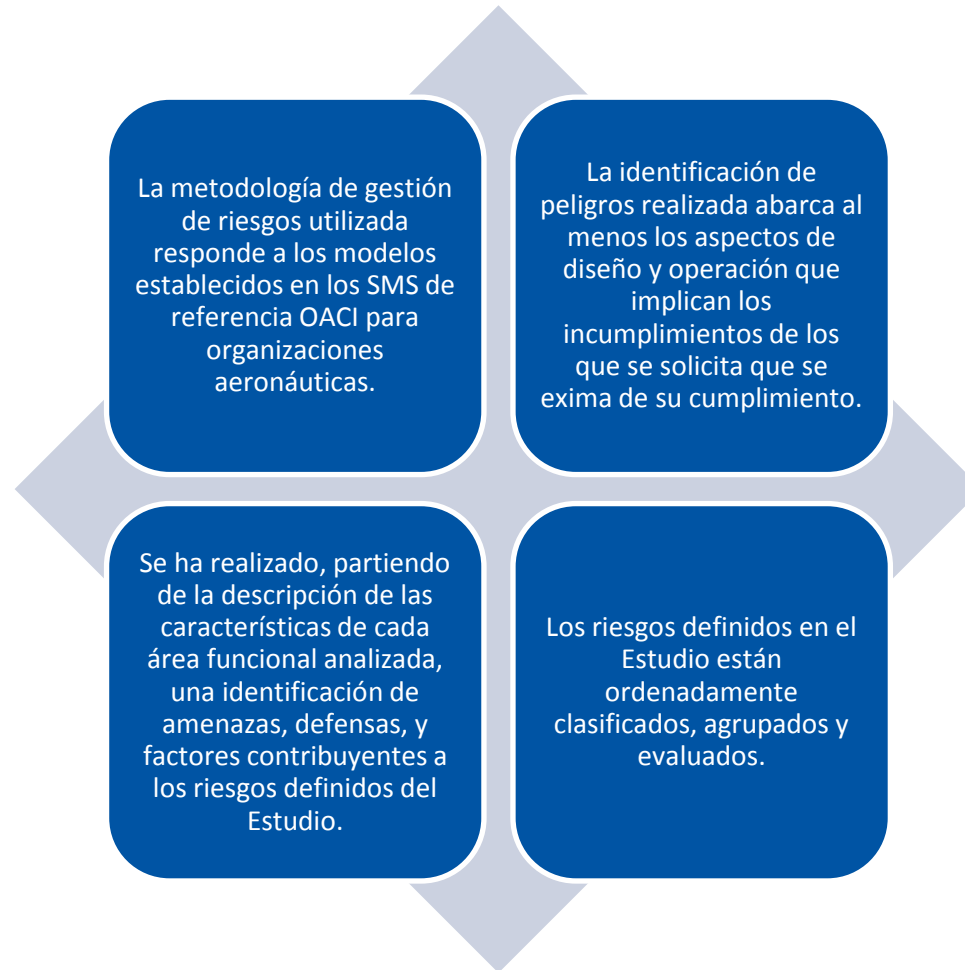 La metodología de gestión
de riesgos utilizada
responde a los modelos
establecidos en los SMS de
referencia OACI para
organizaciones
aeronáuticas.
La identificación de
peligros realizada abarca al
menos los aspectos de
diseño y operación que
implican los
incumplimientos de los
que se solicita que se
exima de su cumplimiento.
Se ha realizado, partiendo
de la descripción de las
características de cada
área funcional analizada,
una identificación de
amenazas, defensas, y
factores contribuyentes a
los riesgos definidos del
Estudio.
Los riesgos definidos en el
Estudio están
ordenadamente
clasificados, agrupados y
evaluados.